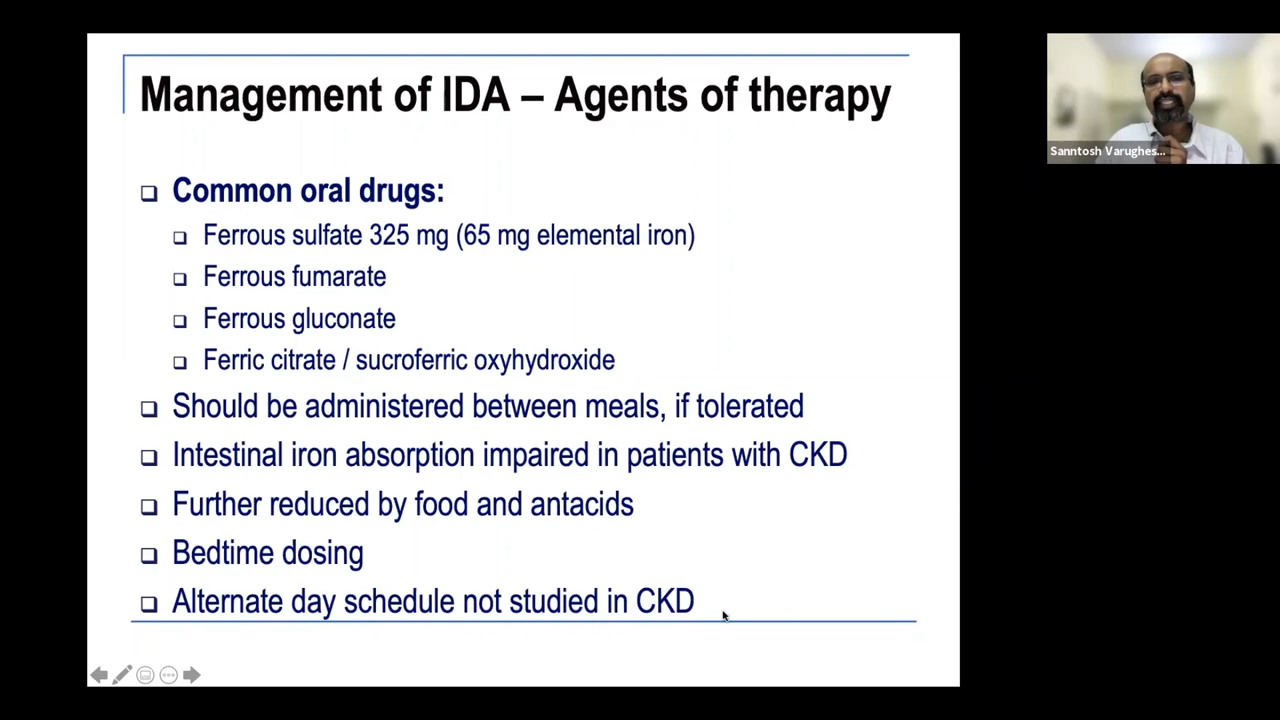 Management of IDA – Agents of therapy
Common oral drugs:
Ferrous sulfate 325 mg (65 mg elemental iron)
Ferrous fumarate
Ferrous gluconate
Ferric citrate / sucroferric oxyhydroxide
Should be administered between meals, if tolerated
Intestinal iron absorption impaired in patients with CKD
Further reduced by food and antacids
Bedtime dosing
Alternate day schedule not studied in CKD
Sanntosh Varughes...